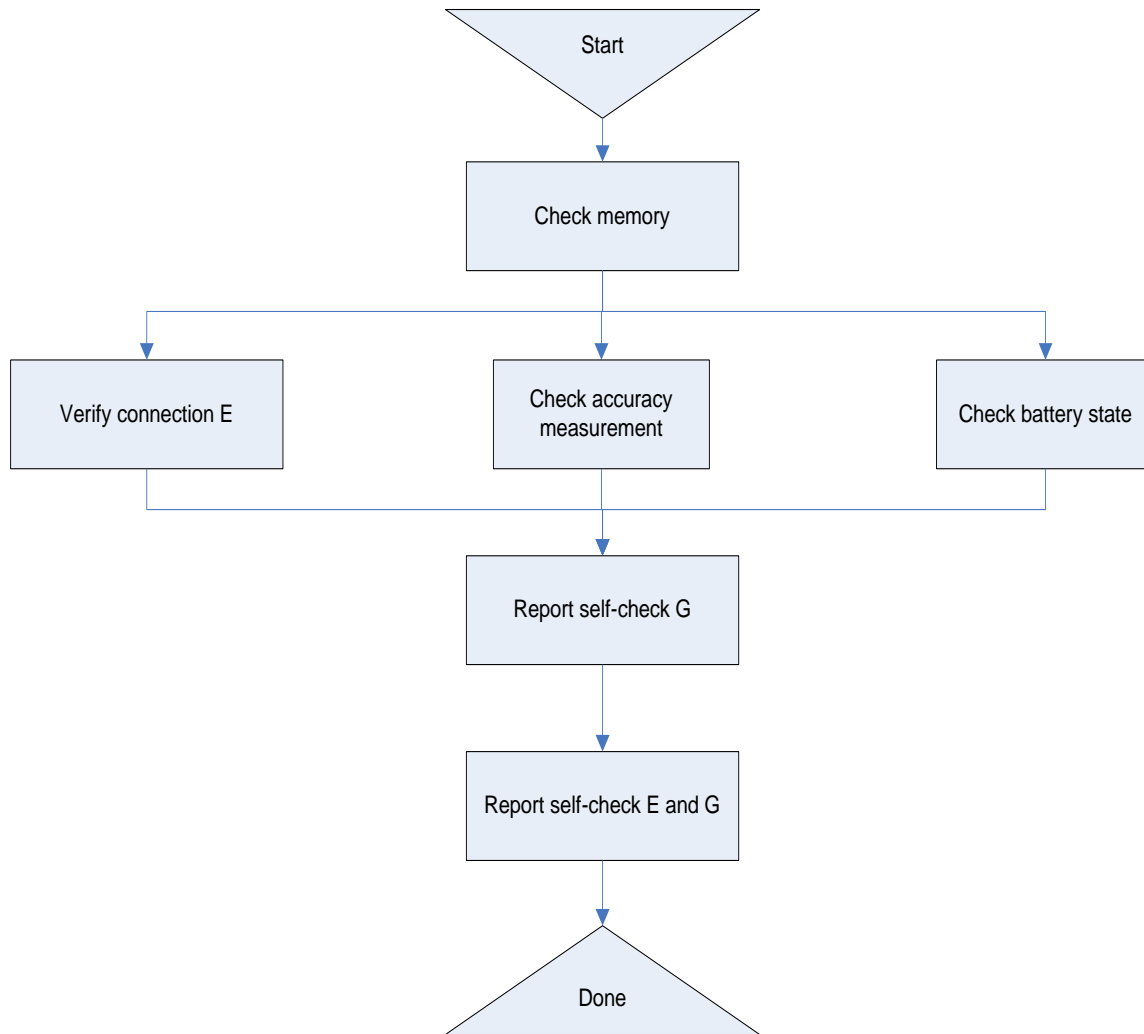 Start
Check memory
Verify connection E
Check accuracy
measurement
Check battery state
Report self-check G
Report self-check E and G
Done